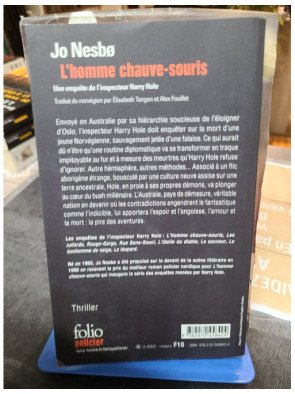 Jo Nesbø
L'homme chauve-souris
Une enquête de l'inspecteur Harry Hole
Traduit du norvégien par Élisabeth Tangen et Alex Fouillet
Envoyé en Australie par sa hiérarchie soucieuse de l'éloigner
d'Oslo, l'inspecteur Harry Hole doit enquêter sur la mort d'une
jeune Norvégienne, sauvagement jetée d'une falaise. Ce qui aurait
dû n'être qu'une routine diplomatique va se transformer en traque
impitoyable au fur et à mesure des meurtres qu'Harry Hole refuse
d'ignorer. Autre hémisphère, autres méthodes... Associé à un flic
aborigène étrange, bousculé par une culture neuve assise sur une
terre ancestrale, Hole, en proie à ses propres démons, va plonger
au cœur du bush millénaire. L'Australie, pays de démesure, véritable
nation en devenir où les contradictions engendrent le fantastique
comme l'indicible, lui apportera l'espoir et l'angoisse, l'amour et
la mort : la pire des aventures.
Les enquêtes de l'inspecteur Harry Hole : L'homme chauve-souris, Les
cafards, Rouge-Gorge, Rue Sans-Souci, L'étoile du diable, Le sauveur, Le
bonhomme de neige, Le léopard.
Né en 1960, Jo Nesbø a été propulsé sur le devant de la scène littéraire en
1998 en recevant le prix du meilleur roman policier nordique pour L'homme
chauve-souris qui inaugure la série des enquêtes menées par Harry Hole.
Thriller
folio
policier
catégorie F10